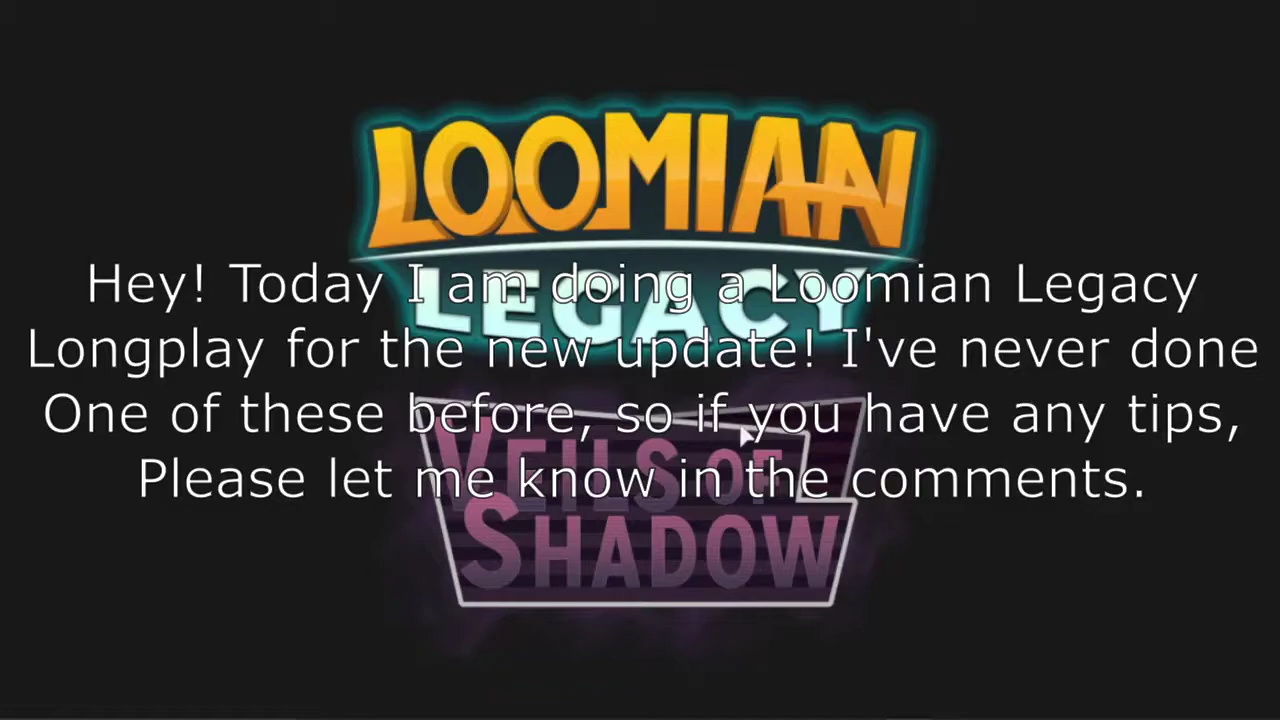 LOOMIAN
LEGACY
Hey! Today I am doing a Loomian Legacy
Longplay for the new update! I've never done
One of these before, so if you have any tips,
Please let me know in the comments.
VEILS OF
SHADOW